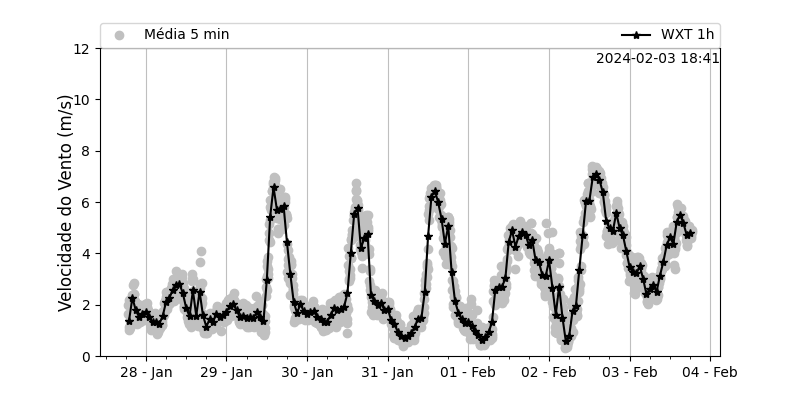 Média 5 min
WXT 1h
2024-02-03 18:41
Velocidade do Vento (m/s)
12
10
8
6
4
2
0
28 - Jan
29 - Jan
30 - Jan
31 - Jan
01 - Feb
02 - Feb
03 - Feb
04 - Feb